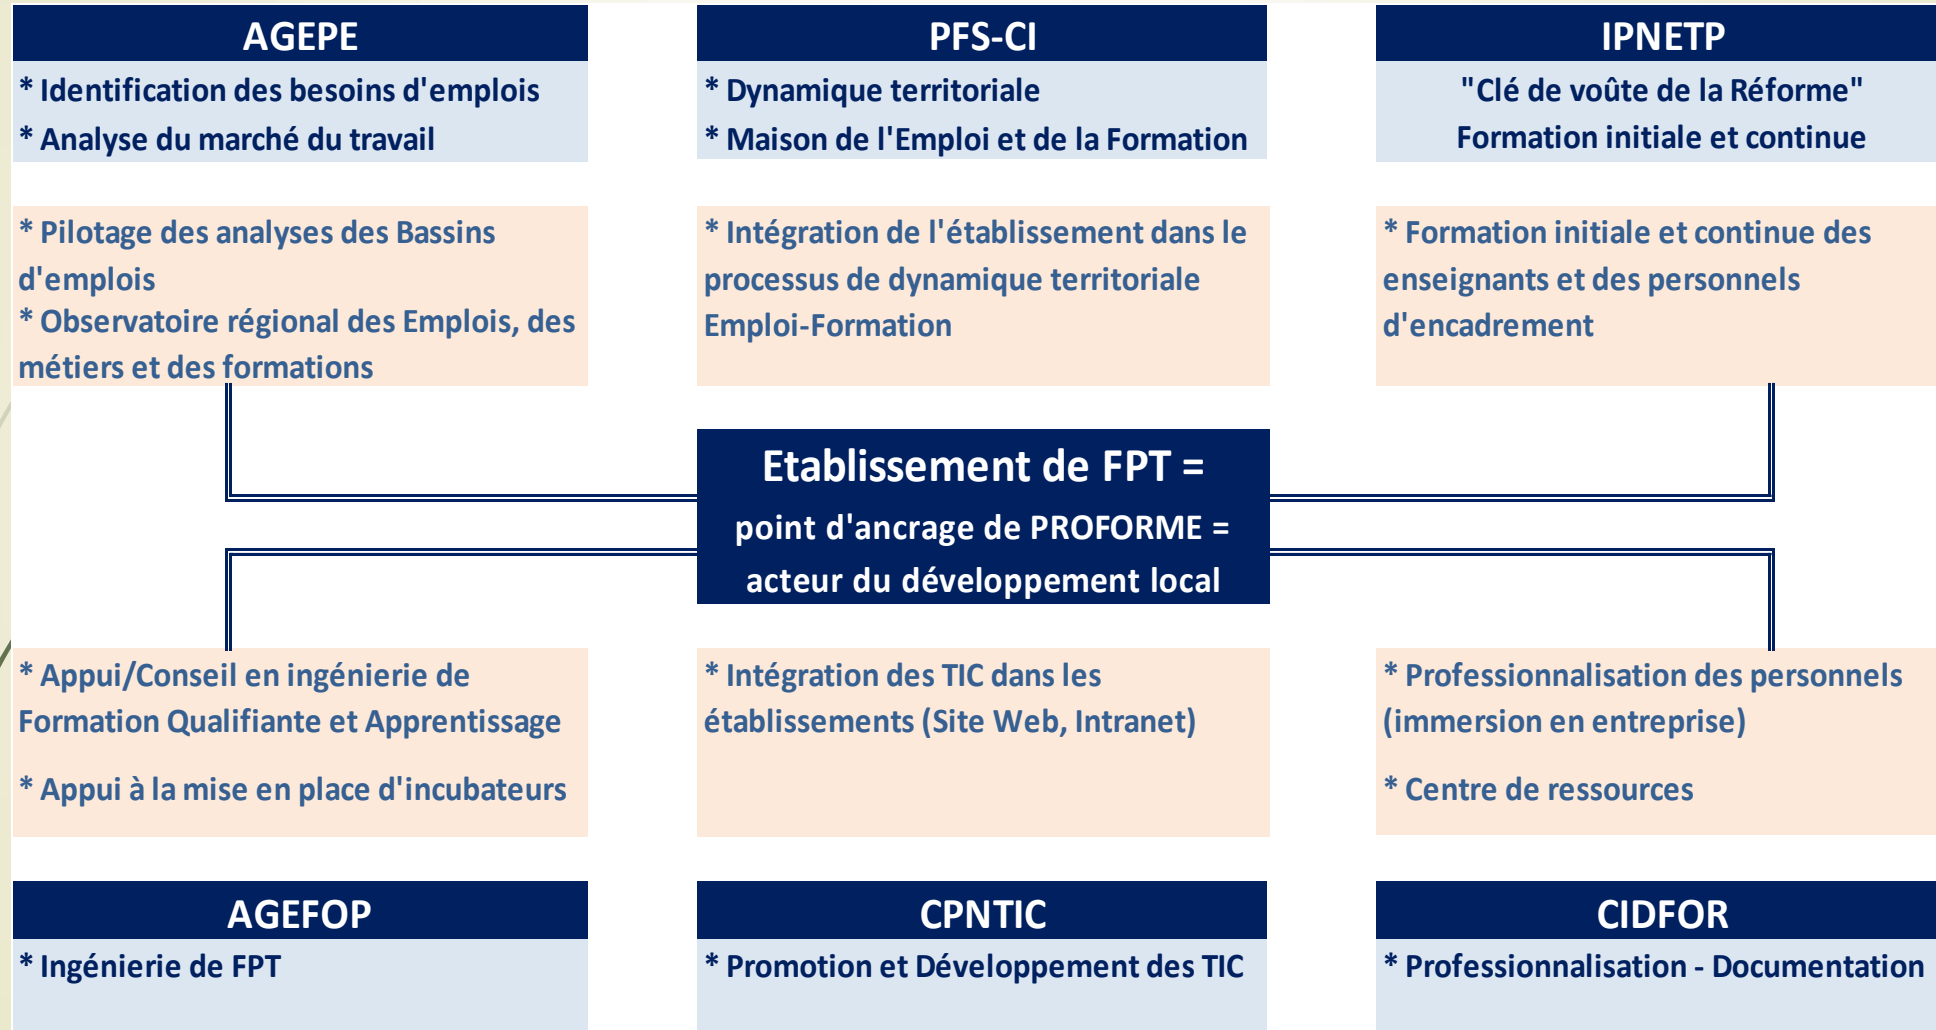 AGEPE
* Identification des besoins d'emplois
* Analyse du marché du travail
PFS-CI
* Dynamique territoriale
* Maison de l'Emploi et de la Formation
IPNETP
"Clé de voûte de la Réforme"
Formation initiale et continue
* Pilotage des analyses des Bassins
d'emplois
* Observatoire régional des Emplois, des
métiers et des formations
* Intégration de l'établissement dans le
processus de dynamique territoriale
Emploi-Formation
* Formation initiale et continue des
enseignants et des personnels
d'encadrement
Etablissement de FPT =
point d'ancrage de PROFORME =
acteur du développement local
* Appui/Conseil en ingénierie de
Formation Qualifiante et Apprentissage
* Appui à la mise en place d'incubateurs
* Intégration des TIC dans les
établissements (Site Web, Intranet)
* Professionnalisation des personnels
(immersion en entreprise)
* Centre de ressources
AGEFOP
* Ingénierie de FPT
CPNTIC
* Promotion et Développement des TIC
CIDFOR
* Professionnalisation - Documentation